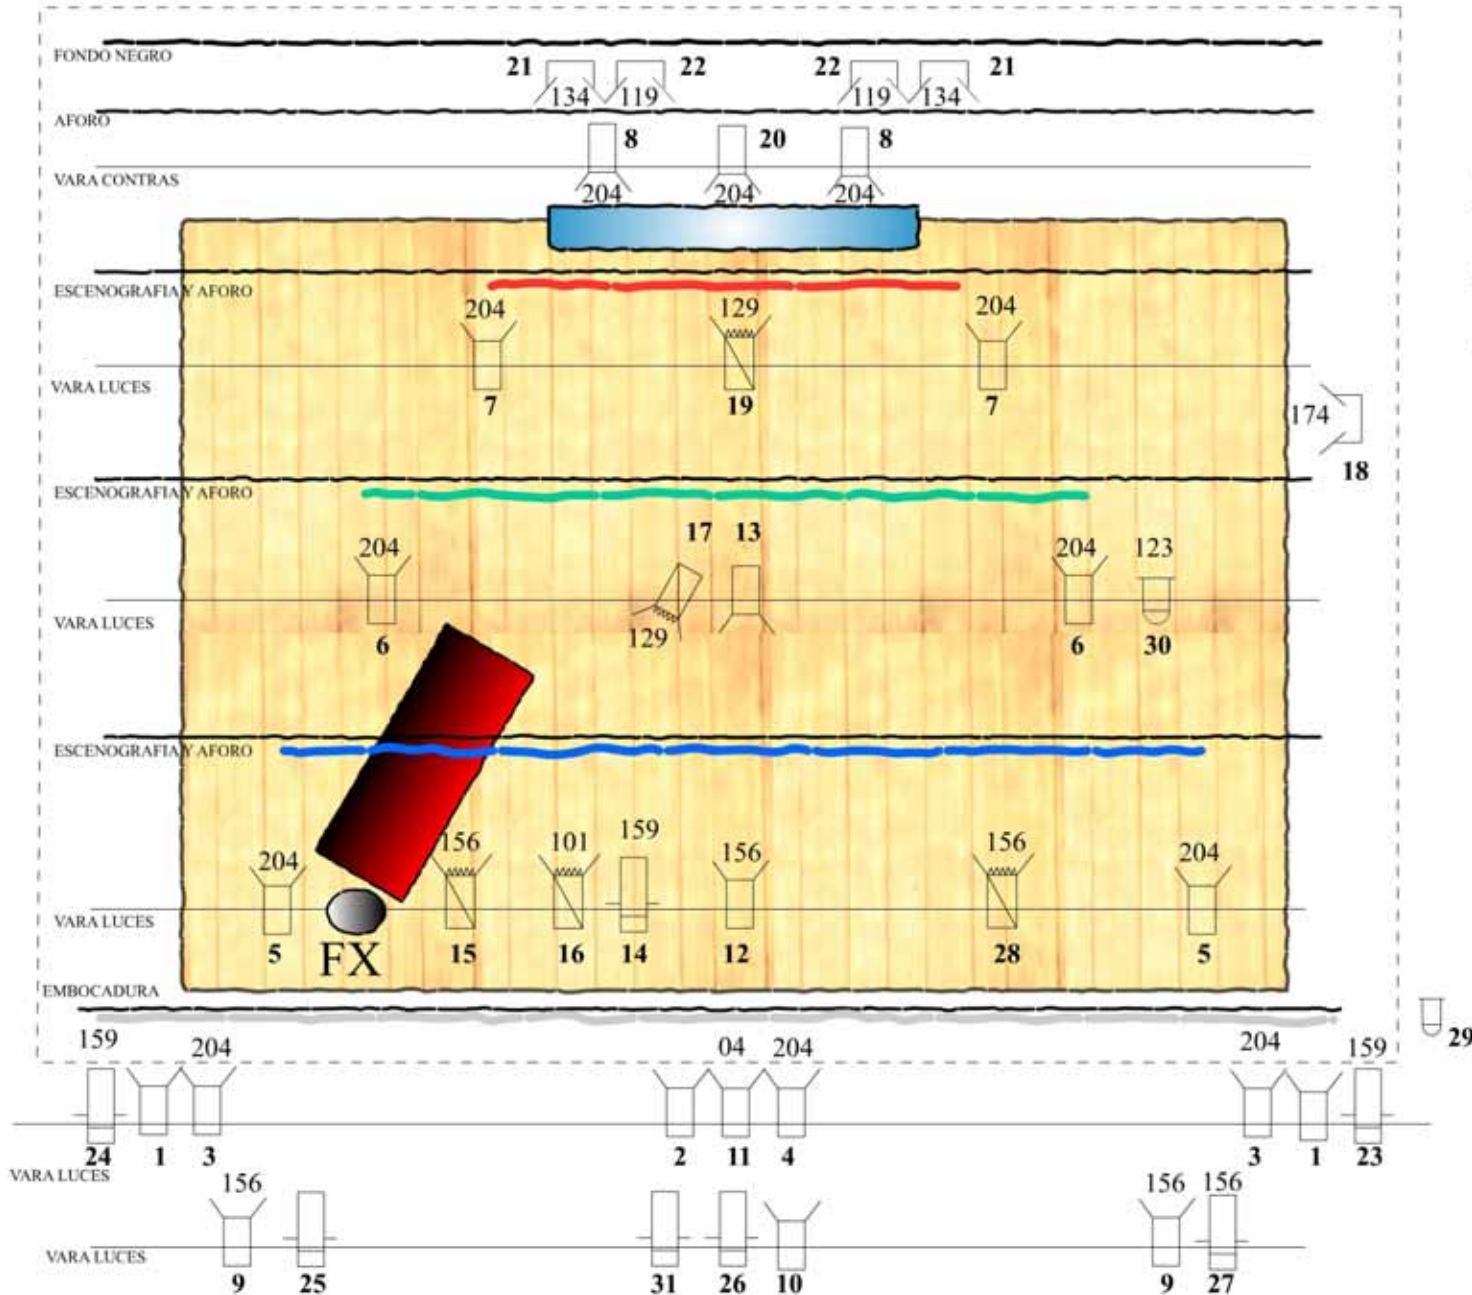 FONDO NEGRO
21 22 22 21
134 119 119 134
AFORO
8 20 8
VARA CONTRAS
204 204 204
ESCENOGRAFIA Y AFORO
204 129 204
VARA LUCES
7 19 7
174
18
ESCENOGRAFIA Y AFORO
17 13
204 204 123
VARA LUCES
129
6 6 30
ESCENOGRAFIA Y AFORO
204 156 101 159 156 156 204
VARA LUCES
5 FX 15 16 14 12 28 5
EMBOCADURA
29
159 204 04 204 204 159
24 1 3 2 11 4 3 1 23
VARA LUCES
156 156 156
VARA LUCES
9 25 31 26 10 9 27